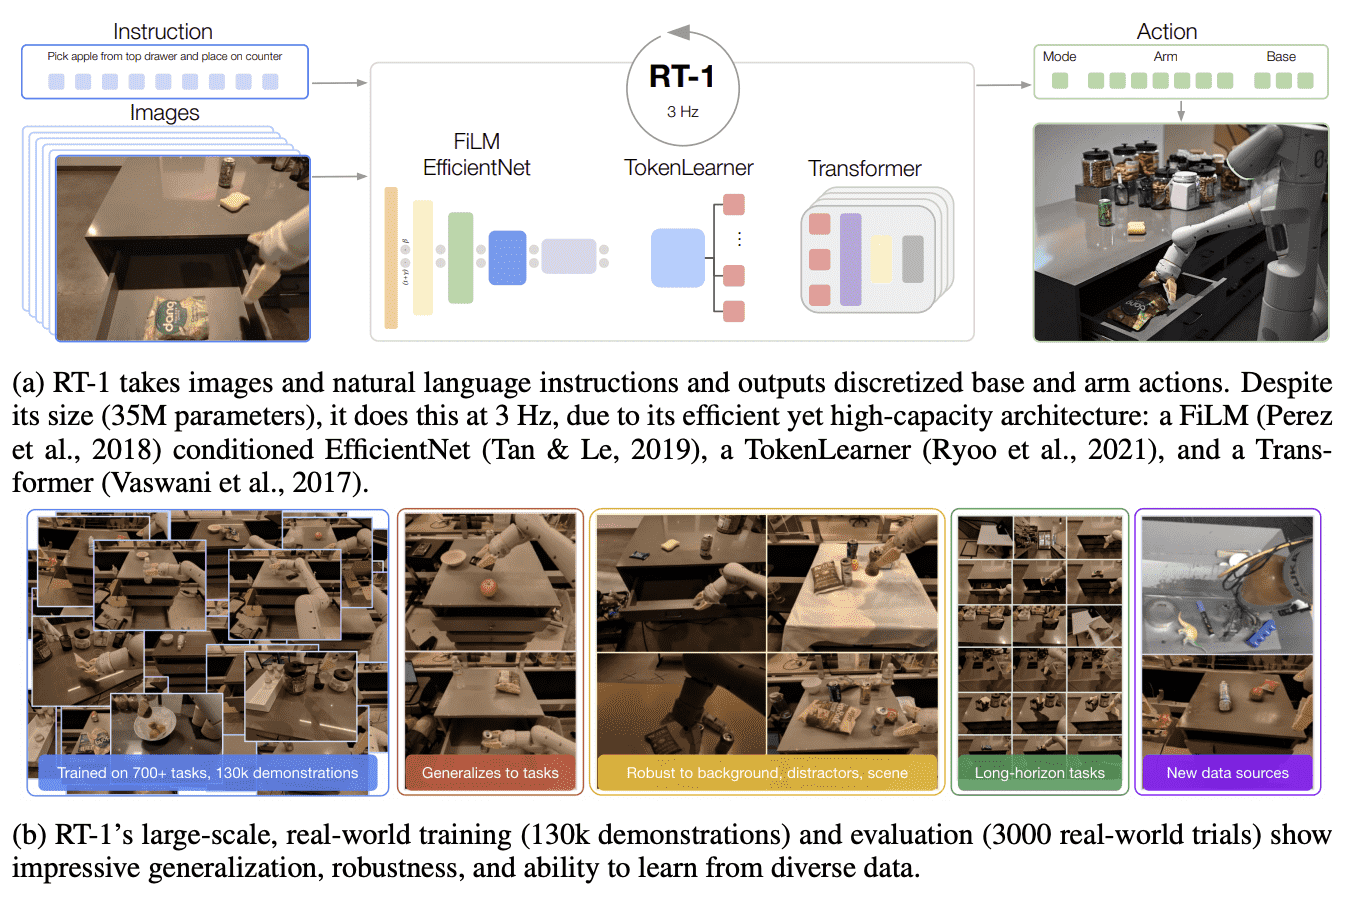 Instruction
Pick apple from top drawer and place on counter
Images
RT-1
3 Hz
FiLM
EfficientNet
TokenLearner
Transformer
Action
Mode Arm Base
dang
dang
(a) RT-1 takes images and natural language instructions and outputs discretized base and arm actions. Despite
its size (35M parameters), it does this at 3 Hz, due to its efficient yet high-capacity architecture: a FiLM (Perez
et al., 2018) conditioned EfficientNet (Tan & Le, 2019), a TokenLearner (Ryoo et al., 2021), and a Trans-
former (Vaswani et al., 2017).
Trained on 700+ tasks, 130k demonstrations
Generalizes to tasks
Robust to background, distractors, scene
Long-horizon tasks
New data sources
(b) RT-1’s large-scale, real-world training (130k demonstrations) and evaluation (3000 real-world trials) show
impressive generalization, robustness, and ability to learn from diverse data.